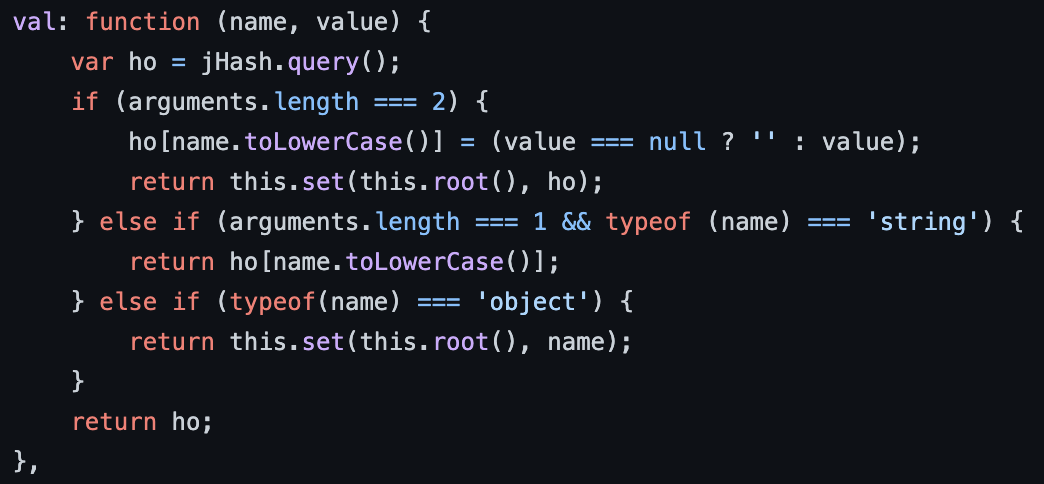 val: function (name, value) {
    var ho = jHash.query();
    if (arguments.length === 2) {
        ho[name.toLowerCase()] = (value === null ? '' : value);
        return this.set(this.root(), ho);
    } else if (arguments.length === 1 && typeof (name) === 'string') {
        return ho[name.toLowerCase()];
    } else if (typeof(name) === 'object') {
        return this.set(this.root(), name);
    }
    return ho;
},